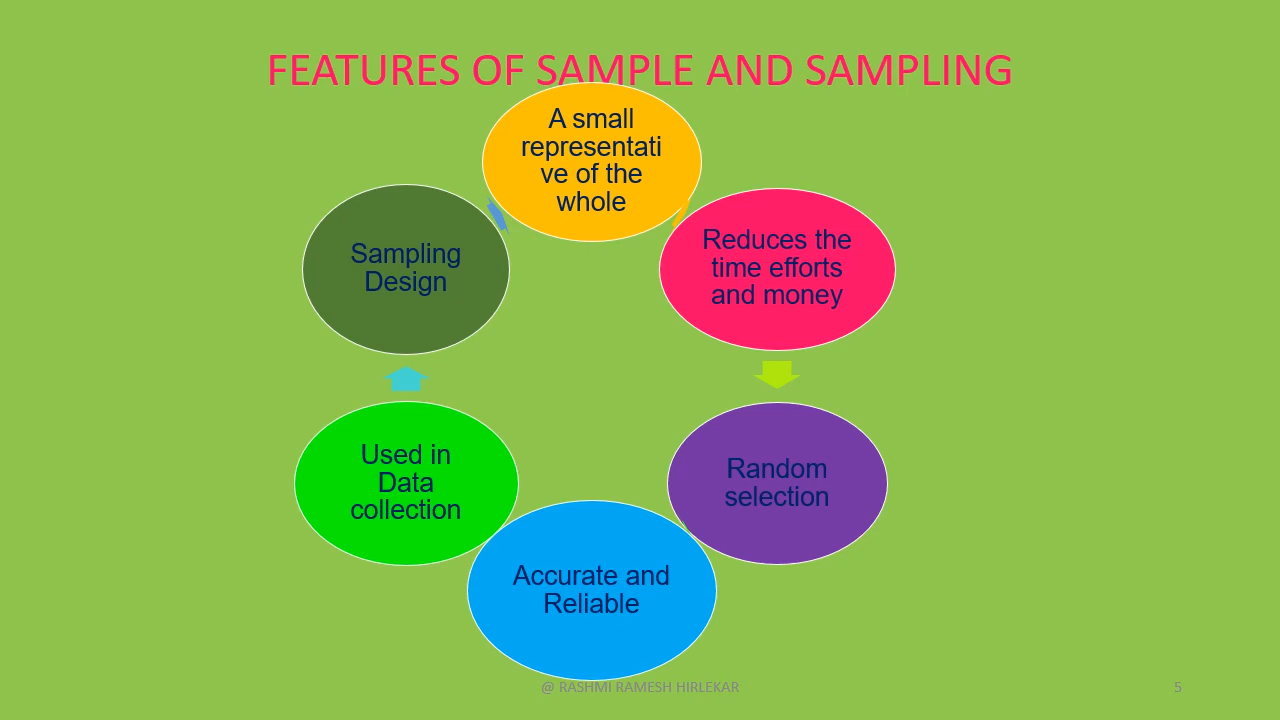 FEATURES OF SAMPLE AND SAMPLING
A small
representati
ve of the
whole
Reduces the
time efforts
and money
Random
selection
Accurate and
Reliable
Used in
Data
collection
Sampling
Design
@ RASHMI RAMESH HIRLEKAR
5